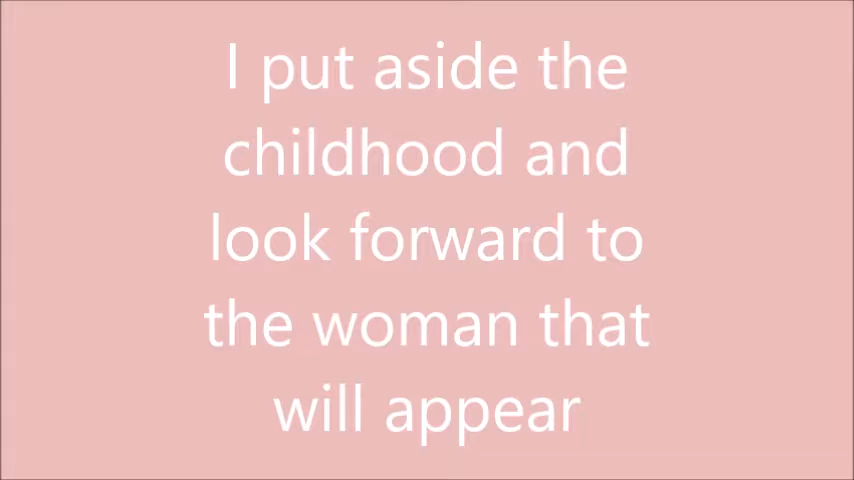 I put aside the
childhood and
look forward to
the woman that
will appear